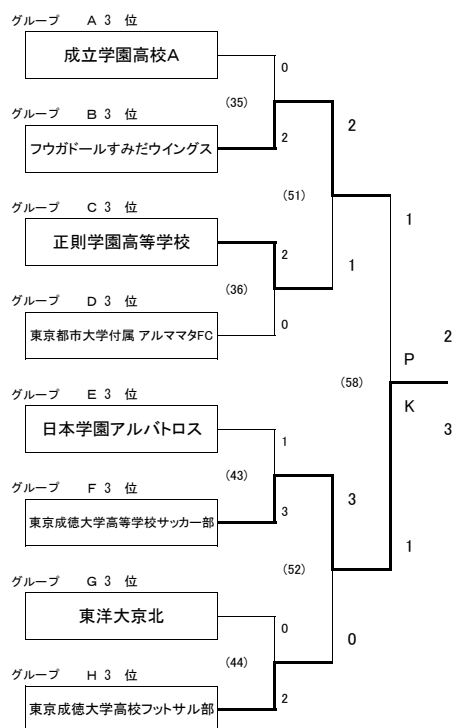 グループ　A 3 位
成立学園高校A
0
(35)
グループ　B 3 位
2
2
フウガドールすみだウイングス
(51)
グループ　C 3 位
1
正則学園高等学校
2
1
(36)
グループ　D 3 位
0
東京都市大学付属 アルママタFC
2
P
(58)
グループ　E 3 位
K
日本学園アルバトロス
3
1
(43)
グループ　F 3 位
3
3
東京成徳大学高等学校サッカー部
1
(52)
グループ　G 3 位
東洋大京北
0
0
(44)
グループ　H 3 位
2
東京成徳大学高校フットサル部